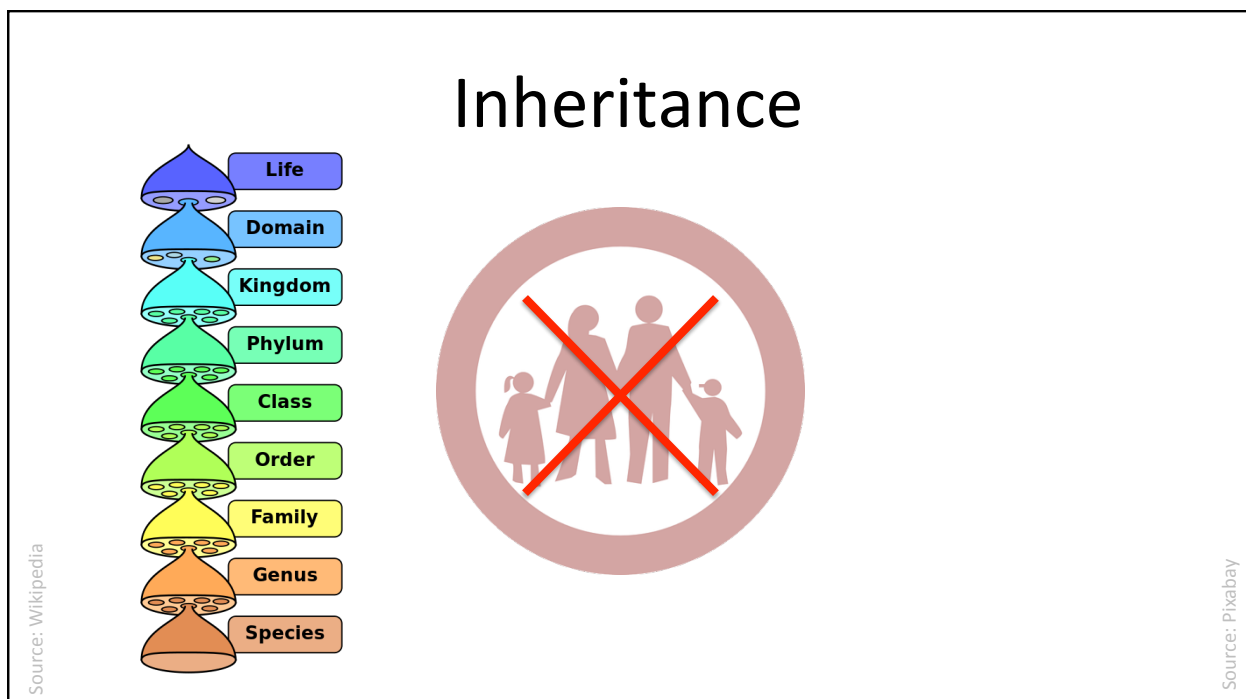 Inheritance
Life
Domain
Kingdom
Phylum
Class
Order
Family
Genus
Species
Source: Wikipedia
Source: Pixabay